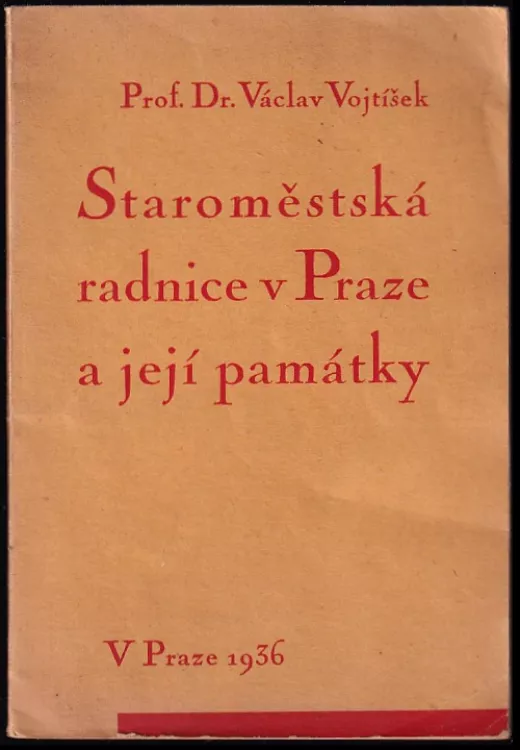 Prof. Dr. Václav Vojtíšek
Staroměstská
radnice v Praze
a její památky
V Praze 1936